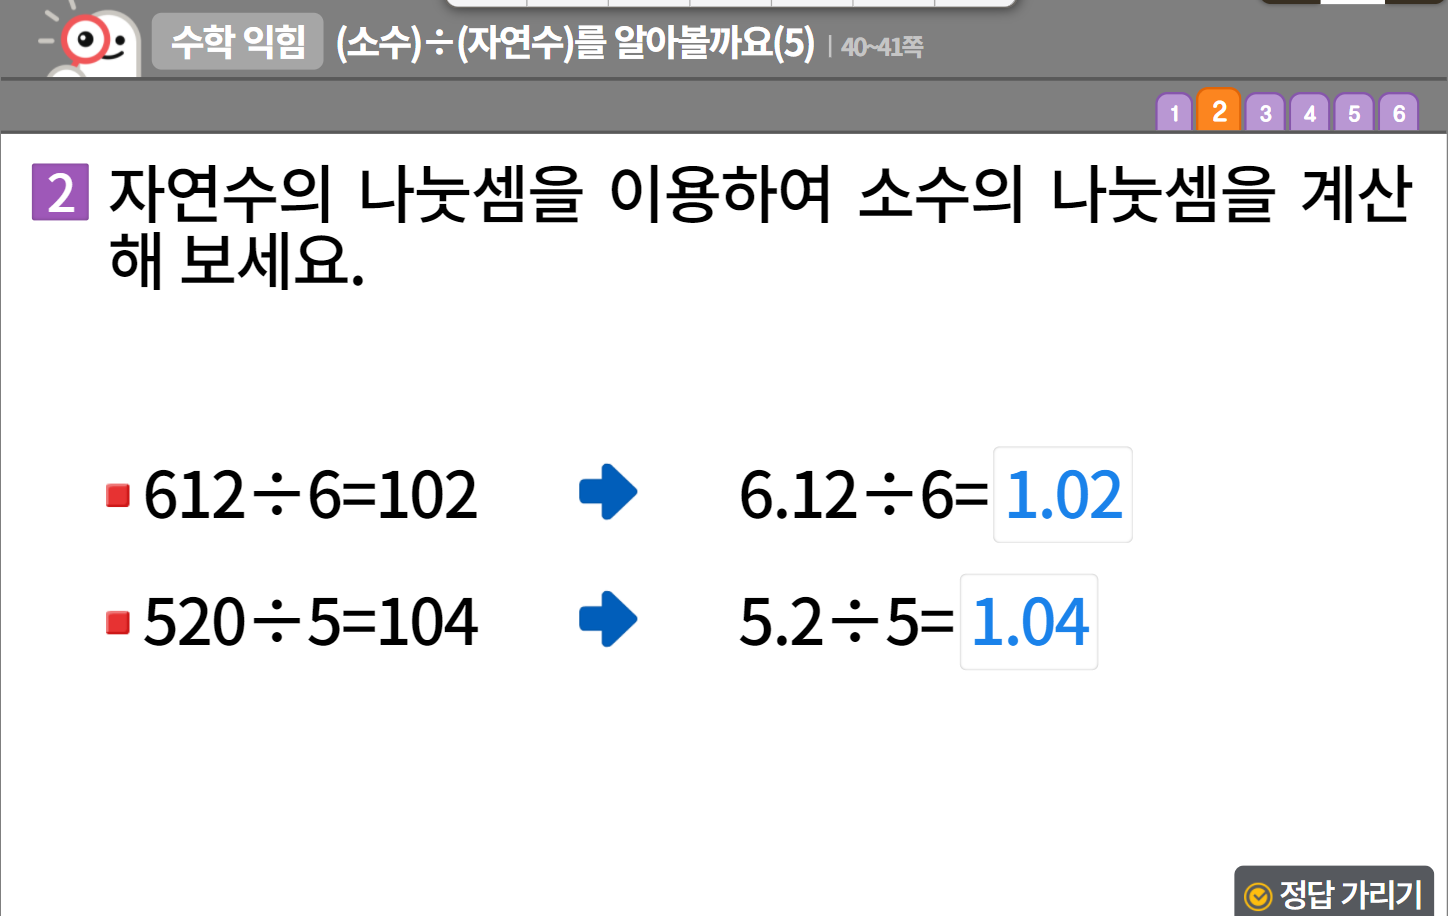 수학 익힘 (소수)÷(자연수)를 알아볼까요(5) | 40~41쪽
1 2 3 4 5 6
2 자연수의 나눗셈을 이용하여 소수의 나눗셈을 계산
해 보세요.
612÷6=102 6.12÷6=1.02
520÷5=104 5.2÷5=1.04
정답 가리기